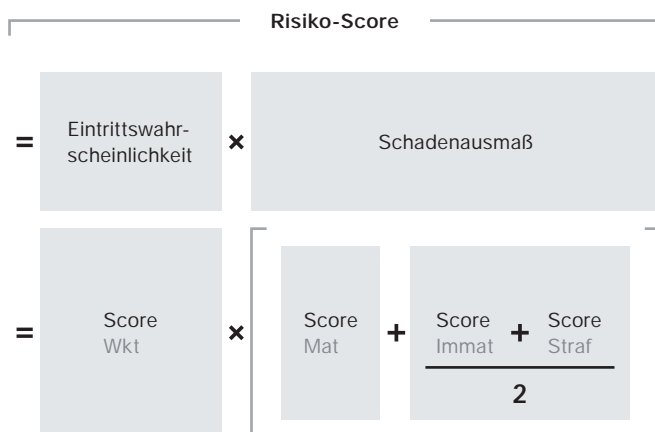 Risiko-Score
= Eintrittswahr-
scheinlichkeit × Schadenausmaß
= Score
Wkt × Score
Mat + Score
Immat + Score
Straf
2